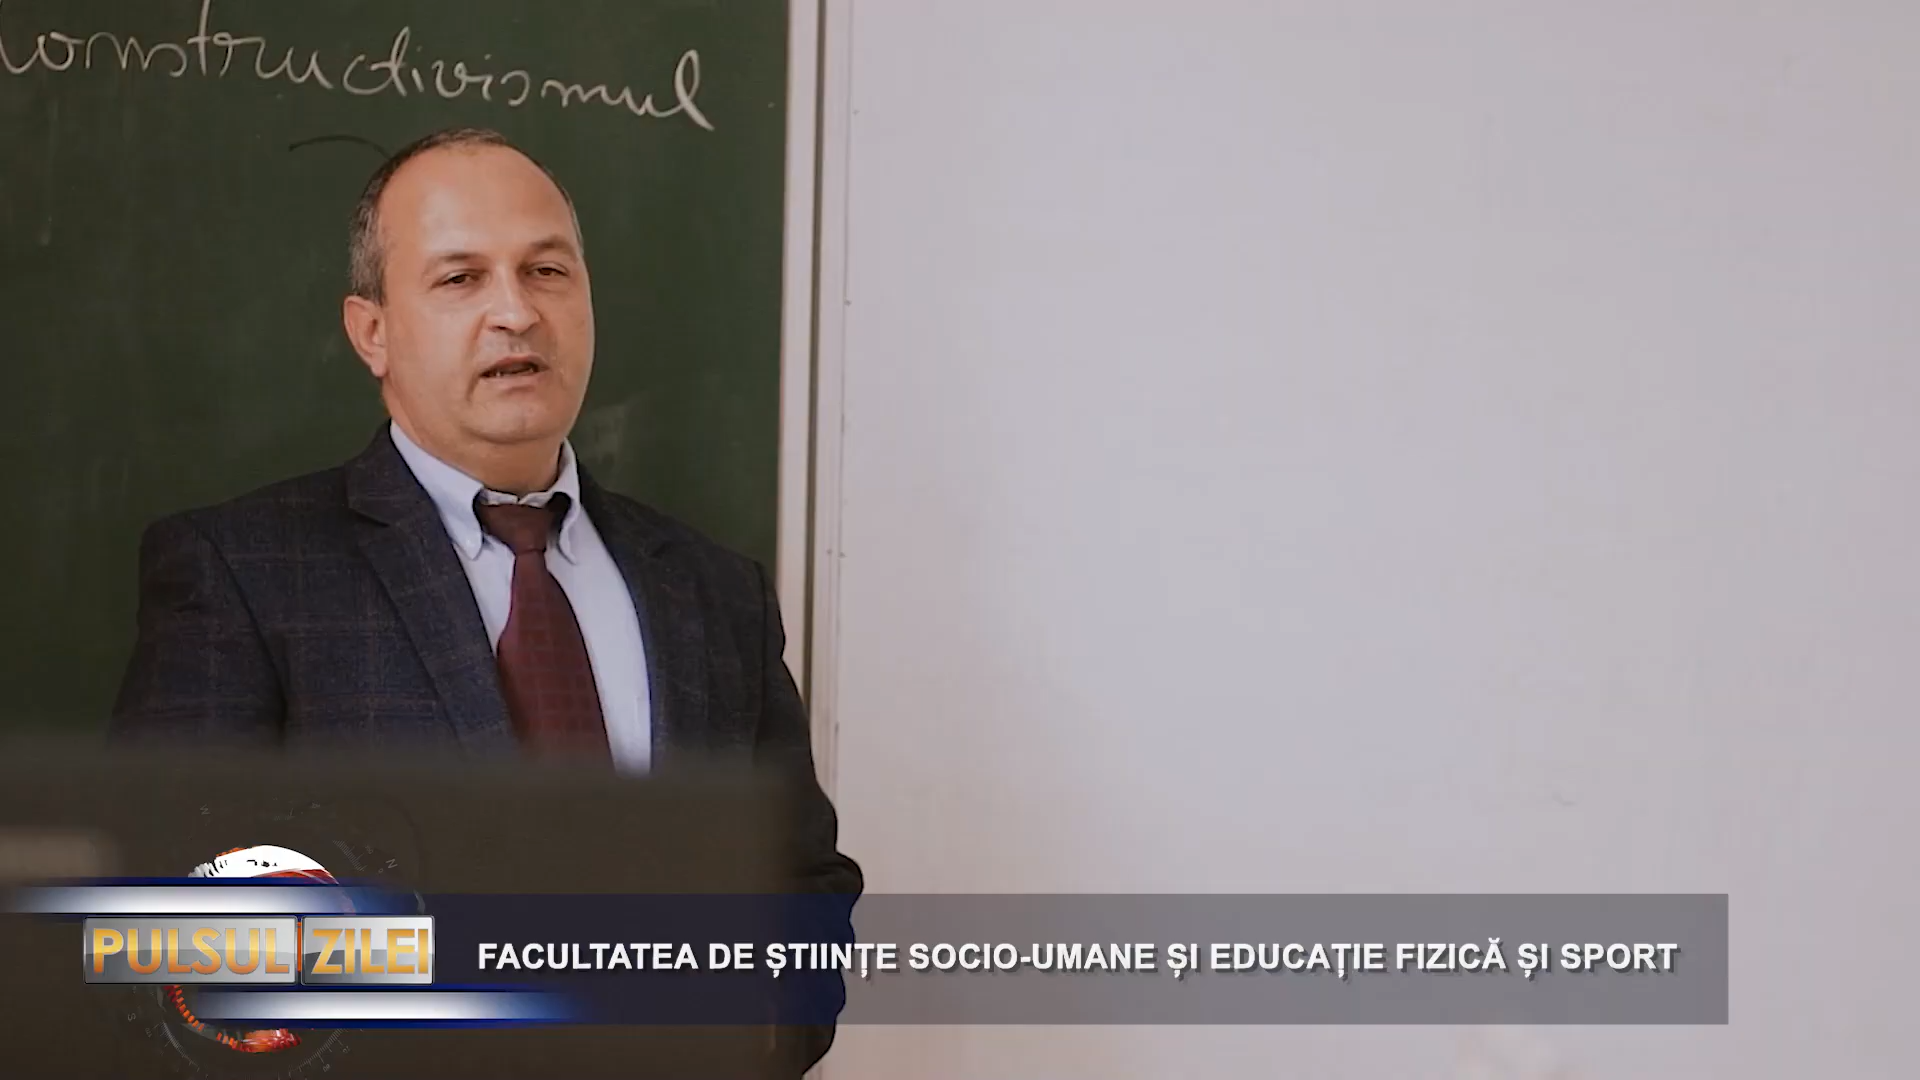 Constructivismul
PULSUL ZILEI
FACULTATEA DE ȘTIINȚE SOCIO-UMANE ȘI EDUCAȚIE FIZICĂ ȘI SPORT